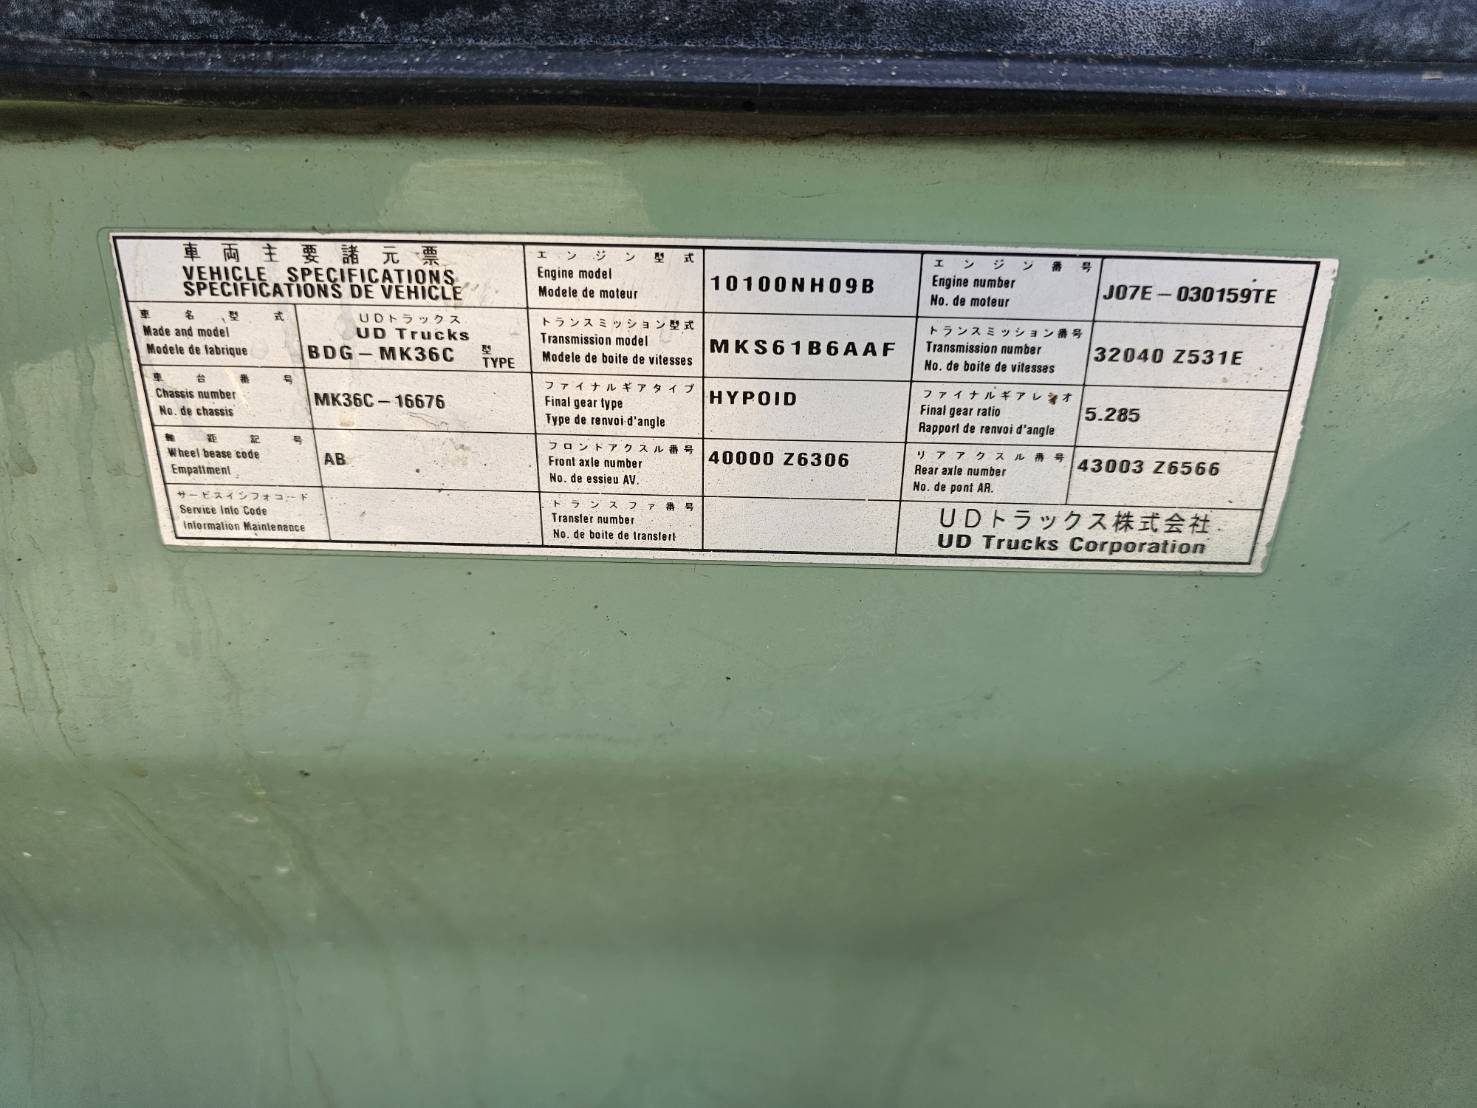 車両主要諸元票
VEHICLE SPECIFICATIONS
SPECIFICATIONS DE VEHICLE
車名型式
Made and model
Modele de fabrique
UDトラックス
UD Trucks
BDG-MK36C 型 TYPE
車台番号
Chassis number
No. de chassis
MK36C-16676
軸距記号
Wheel bease code
Empattment
AB
サービスインフォコード
Service Info Code
Information Maintenance
エンジン型式
Engine model
Modele de moteur
10100NH09B
トランスミッション型式
Transmission model
Modele de boite de vitesses
MKS61B6AAF
ファイナルギアタイプ
Final gear type
Type de renvoi d'angle
HYPOID
フロントアクスル番号
Front axle number
No. de essieu AV.
40000 Z6306
トランスファ番号
Transfer number
No. de boite de transfert
エンジン番号
Engine number
No. de moteur
J07E-030159TE
トランスミッション番号
Transmission number
No. de boite de vitesses
32040 Z531E
ファイナルギアレシオ
Final gear ratio
Rapport de renvoi d'angle
5.285
リアアクスル番号
Rear axle number
No. de pont AR.
43003 Z6566
UDトラックス株式会社
UD Trucks Corporation